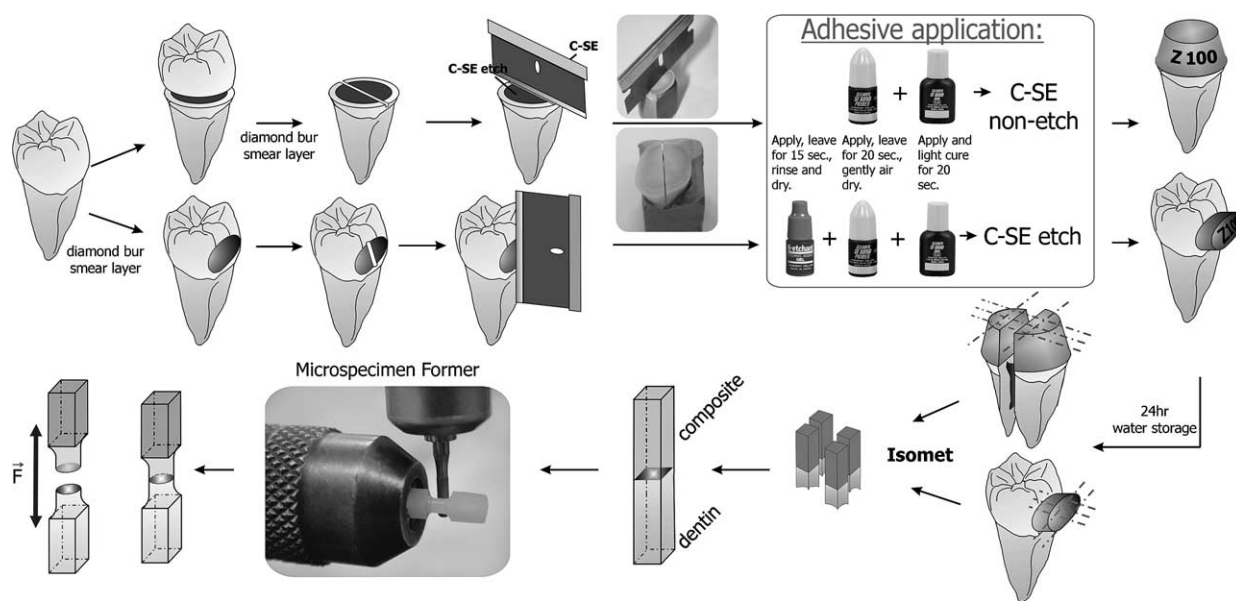 C-SE
C-SE etch
diamond bur
smear layer
diamond bur
smear layer
Adhesive application:
+
C-SE
non-etch
Apply, leave
for 15 sec.,
rinse and
dry.
Apply, leave
for 20 sec.,
gently air
dry.
Apply and
light cure
for 20
sec.
+
+
C-SE etch
Z100
Z100
24hr
water storage
Isomet
composite
dentin
Microspecimen Former
F